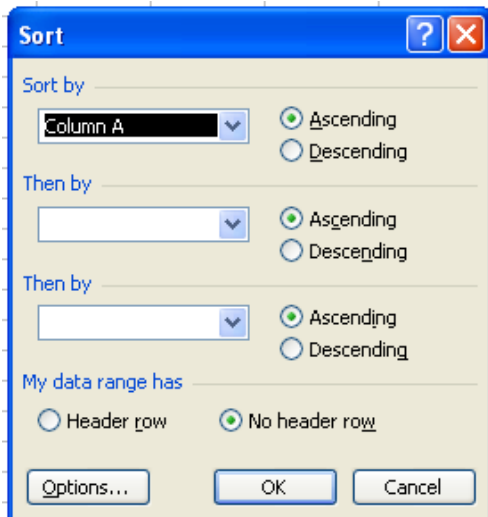 Sort
Sort by
Column A
Ascending
Descending
Then by
Ascending
Descending
Then by
Ascending
Descending
My data range has
Header row
No header row
Options...
OK
Cancel